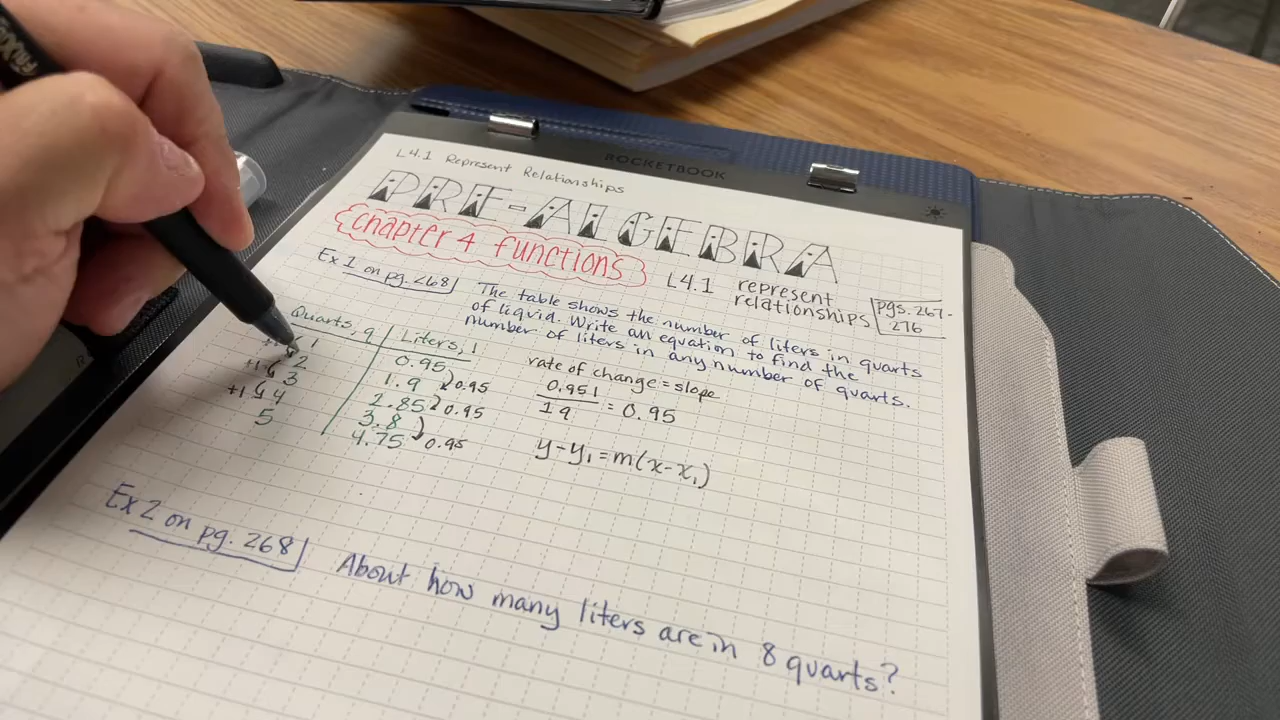 ROCKETBOOK
L4.1 Represent Relationships
PRE-ALGEBRA
chapter 4 functions
L4.1 represent relationships
pgs. 267-276
Ex 1 on pg. 268
The table shows the number of liters in quarts
of liquid. Write an equation to find the
number of liters in any number of quarts.
Quarts, q Liters, l
1 0.95
2 1.9 0.95
+1 3 2.85 0.95
+1 4 3.8
5 4.75 0.95
rate of change = slope
0.95 l
1 q = 0.95
y-y₁=m(x-x₁)
Ex 2 on pg. 268
About how many liters are in 8 quarts?